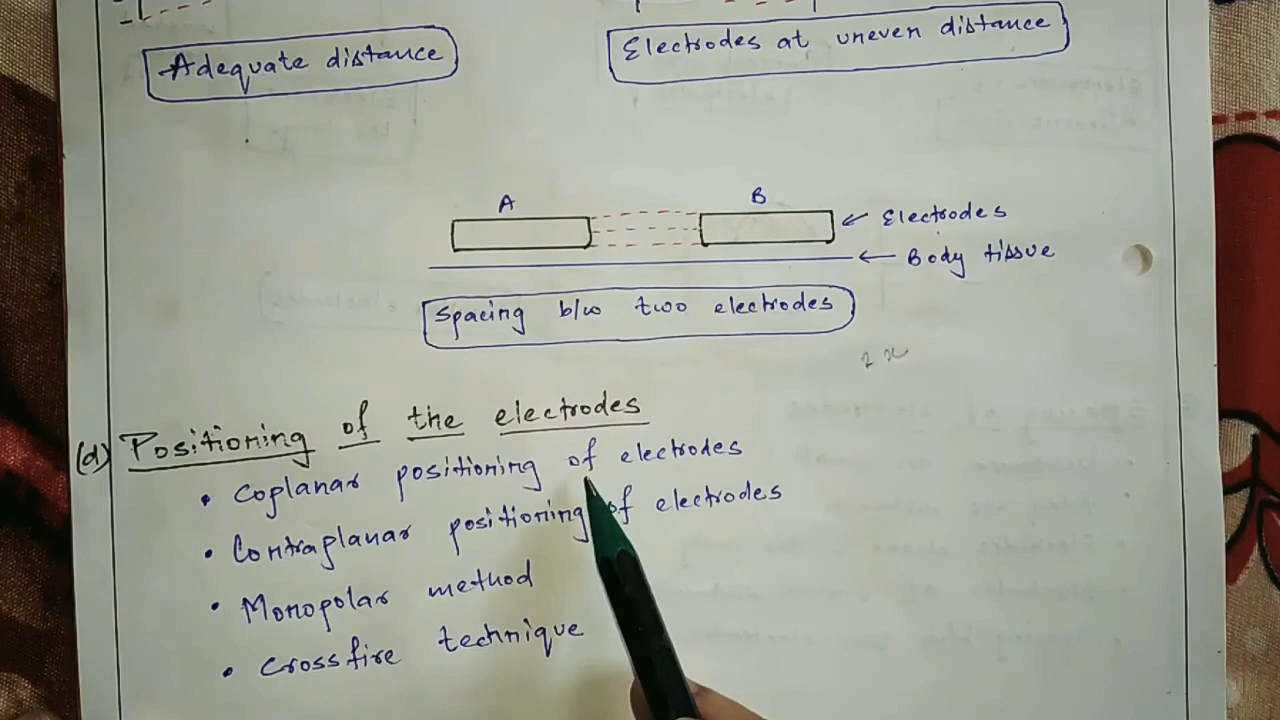 Adequate distance
Electrodes at uneven distance
A
B
Electrodes
Body tissue
Spacing b/w two electrodes
(d) Positioning of the electrodes
• Coplanar positioning of electrodes
• Contraplanar positioning of electrodes
• Monopolar method
• Crossfire technique